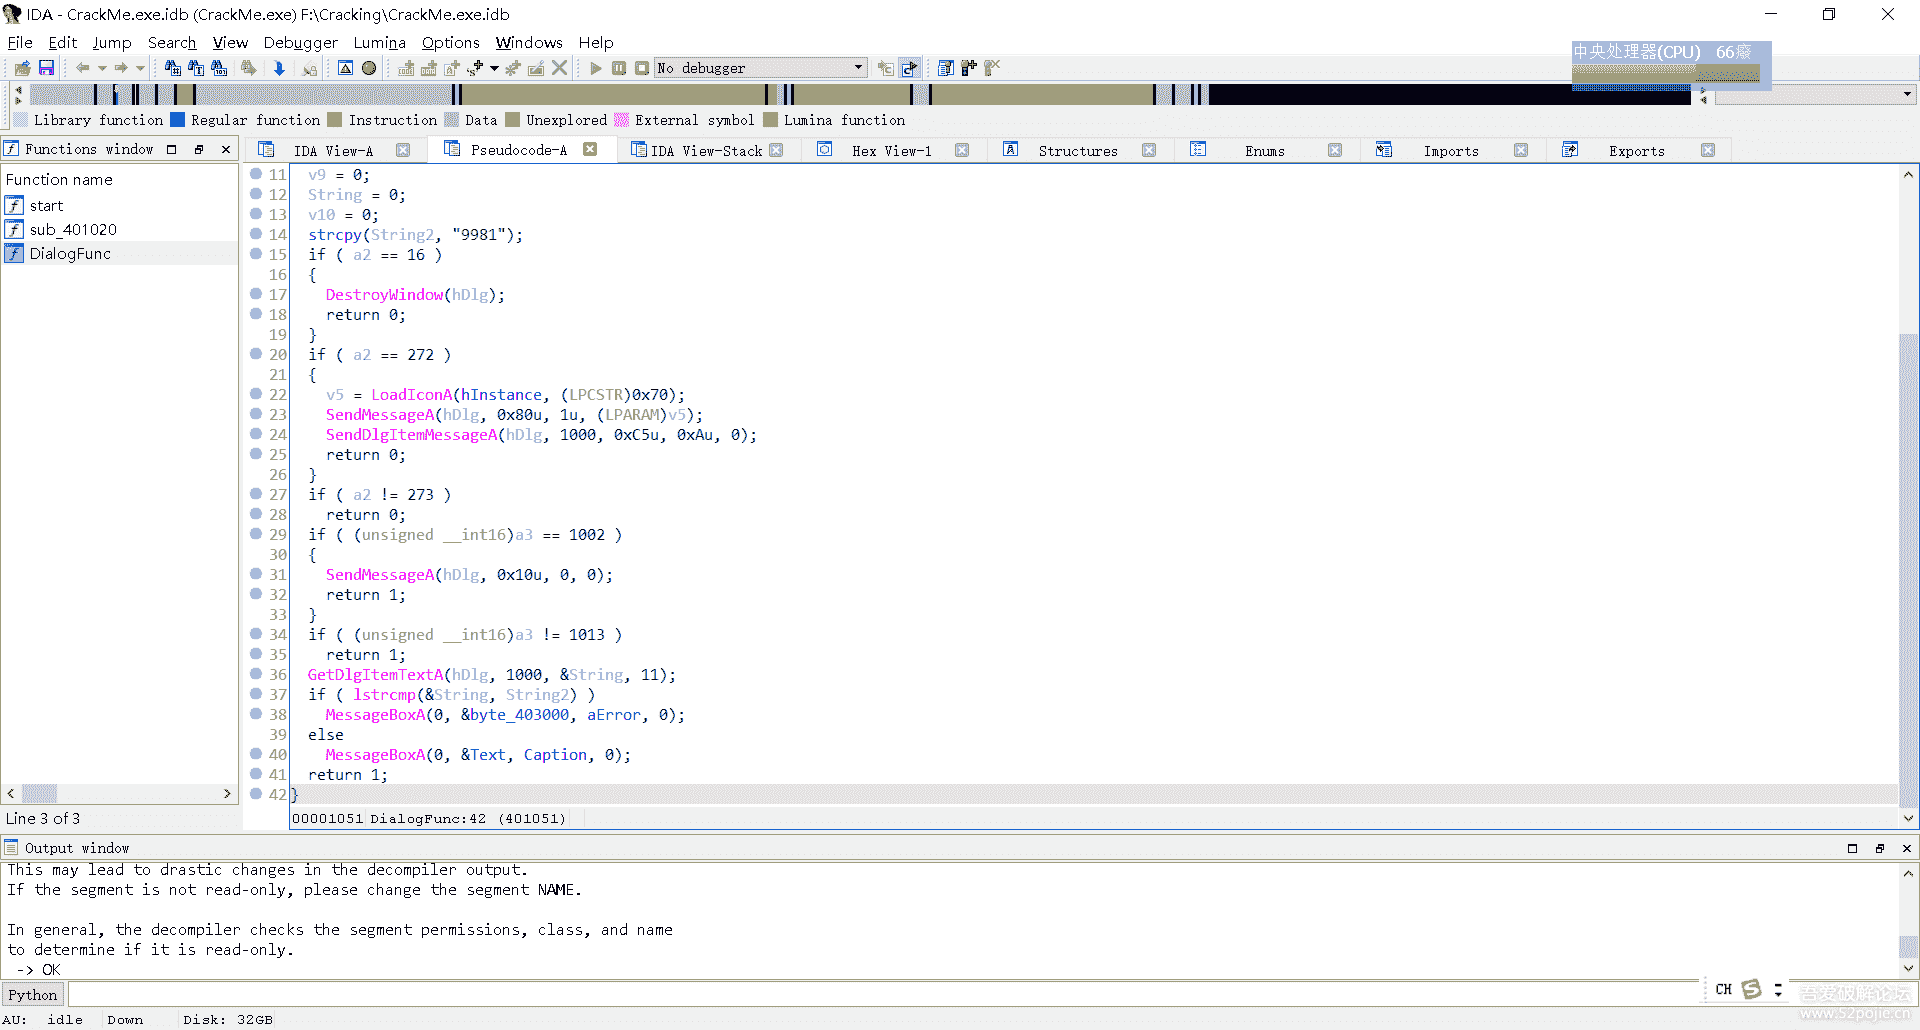 IDA - CrackMe.exe.idb (CrackMe.exe) F:\Cracking\CrackMe.exe.idb
File Edit Jump Search View Debugger Lumina Options Windows Help
中央处理器(CPU) 66癈
No debugger
Library function Regular function Instruction Data Unexplored External symbol Lumina function
Functions window
IDA View-A Pseudocode-A IDA View-Stack Hex View-1 Structures Enums Imports Exports
Function name
start
sub_401020
DialogFunc
Line 3 of 3
11 v9 = 0;
12 String = 0;
13 v10 = 0;
14 strcpy(String2, "9981");
15 if ( a2 == 16 )
16 {
17 DestroyWindow(hDlg);
18 return 0;
19 }
20 if ( a2 == 272 )
21 {
22 v5 = LoadIconA(hInstance, (LPCSTR)0x70);
23 SendMessageA(hDlg, 0x80u, 1u, (LPARAM)v5);
24 SendDlgItemMessageA(hDlg, 1000, 0xC5u, 0xAu, 0);
25 return 0;
26 }
27 if ( a2 != 273 )
28 return 0;
29 if ( (unsigned __int16)a3 == 1002 )
30 {
31 SendMessageA(hDlg, 0x10u, 0, 0);
32 return 1;
33 }
34 if ( (unsigned __int16)a3 != 1013 )
35 return 1;
36 GetDlgItemTextA(hDlg, 1000, &String, 11);
37 if ( lstrcmp(&String, String2) )
38 MessageBoxA(0, &byte_403000, aError, 0);
39 else
40 MessageBoxA(0, &Text, Caption, 0);
41 return 1;
42 }
00001051 DialogFunc:42 (401051)
Output window
This may lead to drastic changes in the decompiler output.
If the segment is not read-only, please change the segment NAME.
In general, the decompiler checks the segment permissions, class, and name
to determine if it is read-only.
-> OK
Python
CH
吾爱破解论坛
www.52pojie.cn
AU: idle Down Disk: 32GB